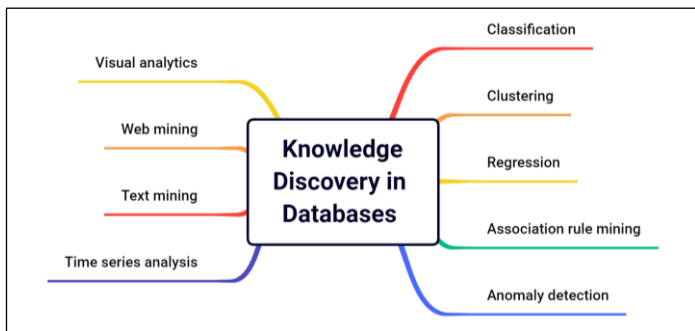 Classification
Visual analytics
Clustering
Web mining
Knowledge
Discovery in
Databases
Regression
Text mining
Association rule mining
Time series analysis
Anomaly detection